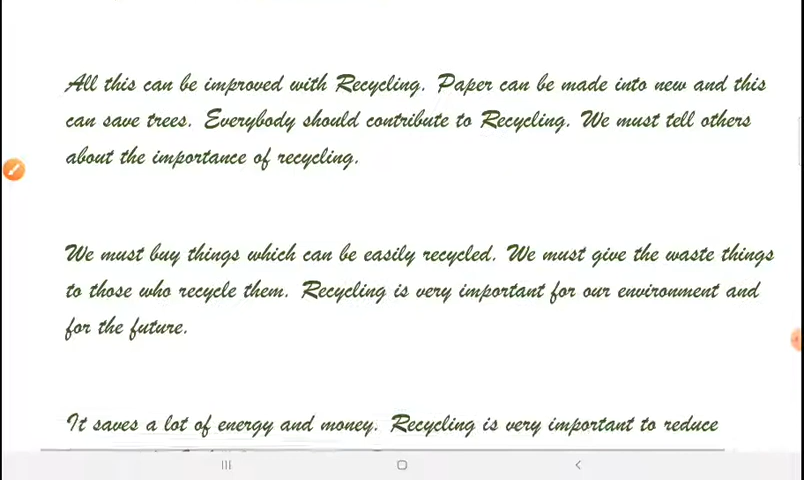 All this can be improved with Recycling. Paper can be made into new and this
can save trees. Everybody should contribute to Recycling. We must tell others
about the importance of recycling.
We must buy things which can be easily recycled. We must give the waste things
to those who recycle them. Recycling is very important for our environment and
for the future.
It saves a lot of energy and money. Recycling is very important to reduce